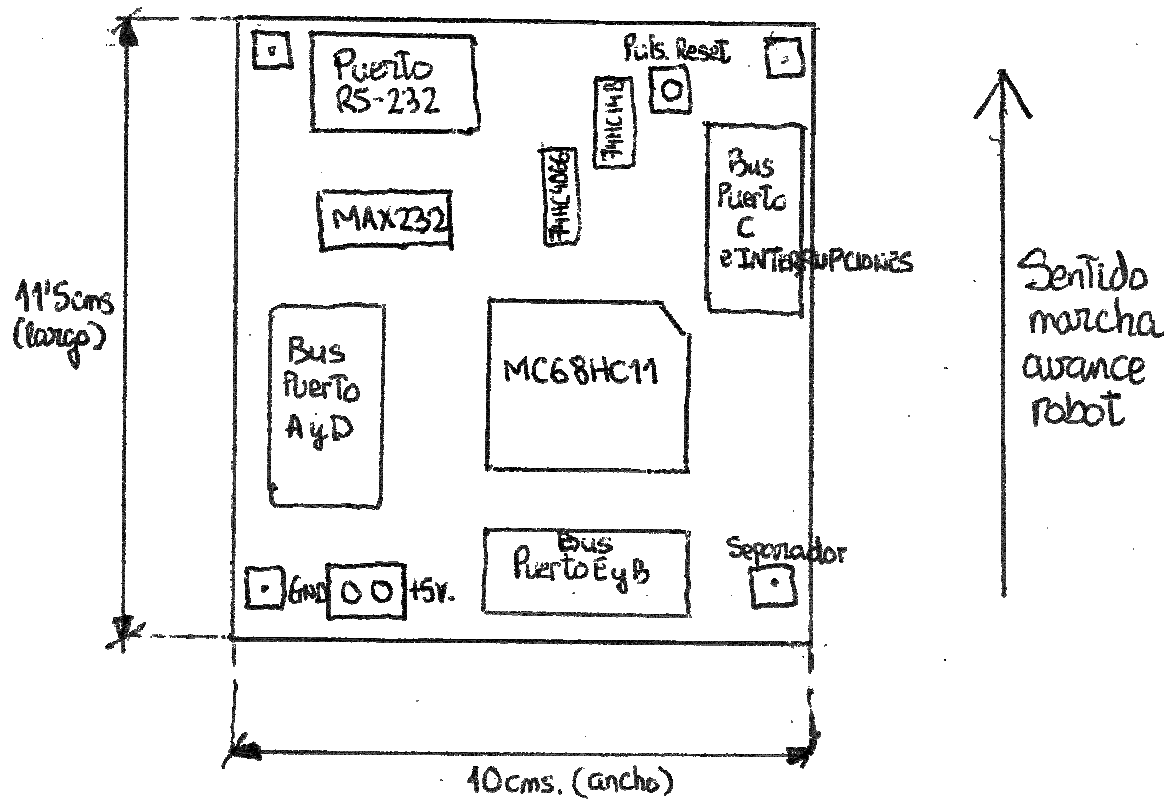 Puls. Reset
Puerto
RS-232
74HC4066
MAX232
Bus
Puerto
C
e INTERRUPCIONES
Sentido
marcha
avance
robot
11'5cms
(largo)
Bus
Puerto
A y D
MC68HC11
Bus
Puerto E y B
Separador
GND
+5v.
10cms. (ancho)